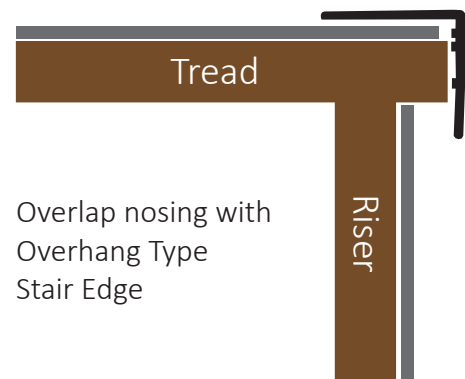 Tread
Riser
Overlap nosing with
Overhang Type
Stair Edge